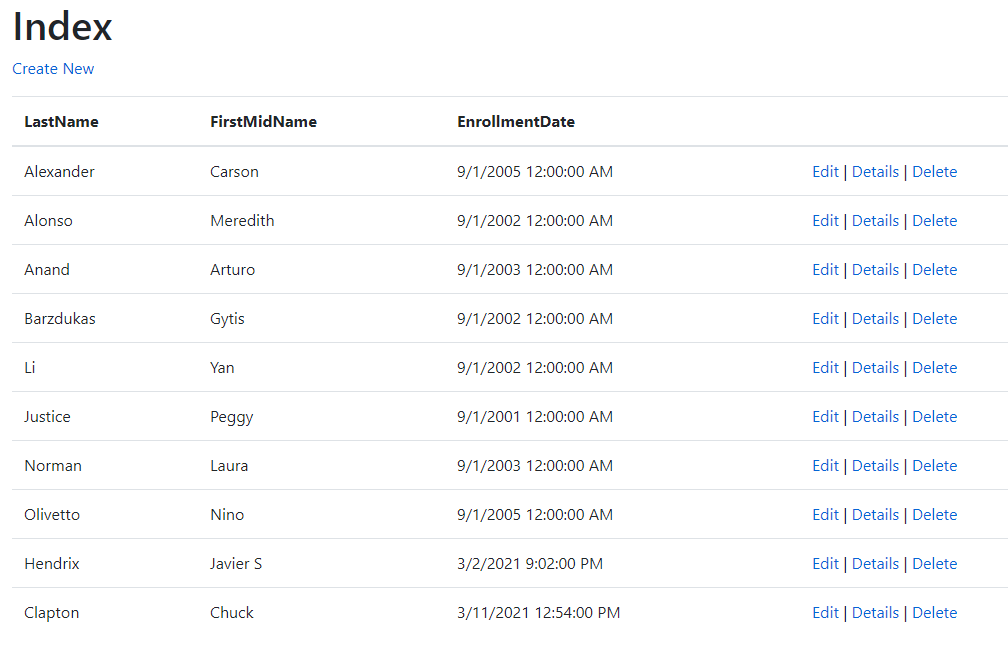 Index
Create New
LastName FirstMidName EnrollmentDate
Alexander Carson 9/1/2005 12:00:00 AM Edit | Details | Delete
Alonso Meredith 9/1/2002 12:00:00 AM Edit | Details | Delete
Anand Arturo 9/1/2003 12:00:00 AM Edit | Details | Delete
Barzdukas Gytis 9/1/2002 12:00:00 AM Edit | Details | Delete
Li Yan 9/1/2002 12:00:00 AM Edit | Details | Delete
Justice Peggy 9/1/2001 12:00:00 AM Edit | Details | Delete
Norman Laura 9/1/2003 12:00:00 AM Edit | Details | Delete
Olivetto Nino 9/1/2005 12:00:00 AM Edit | Details | Delete
Hendrix Javier S 3/2/2021 9:02:00 PM Edit | Details | Delete
Clapton Chuck 3/11/2021 12:54:00 PM Edit | Details | Delete